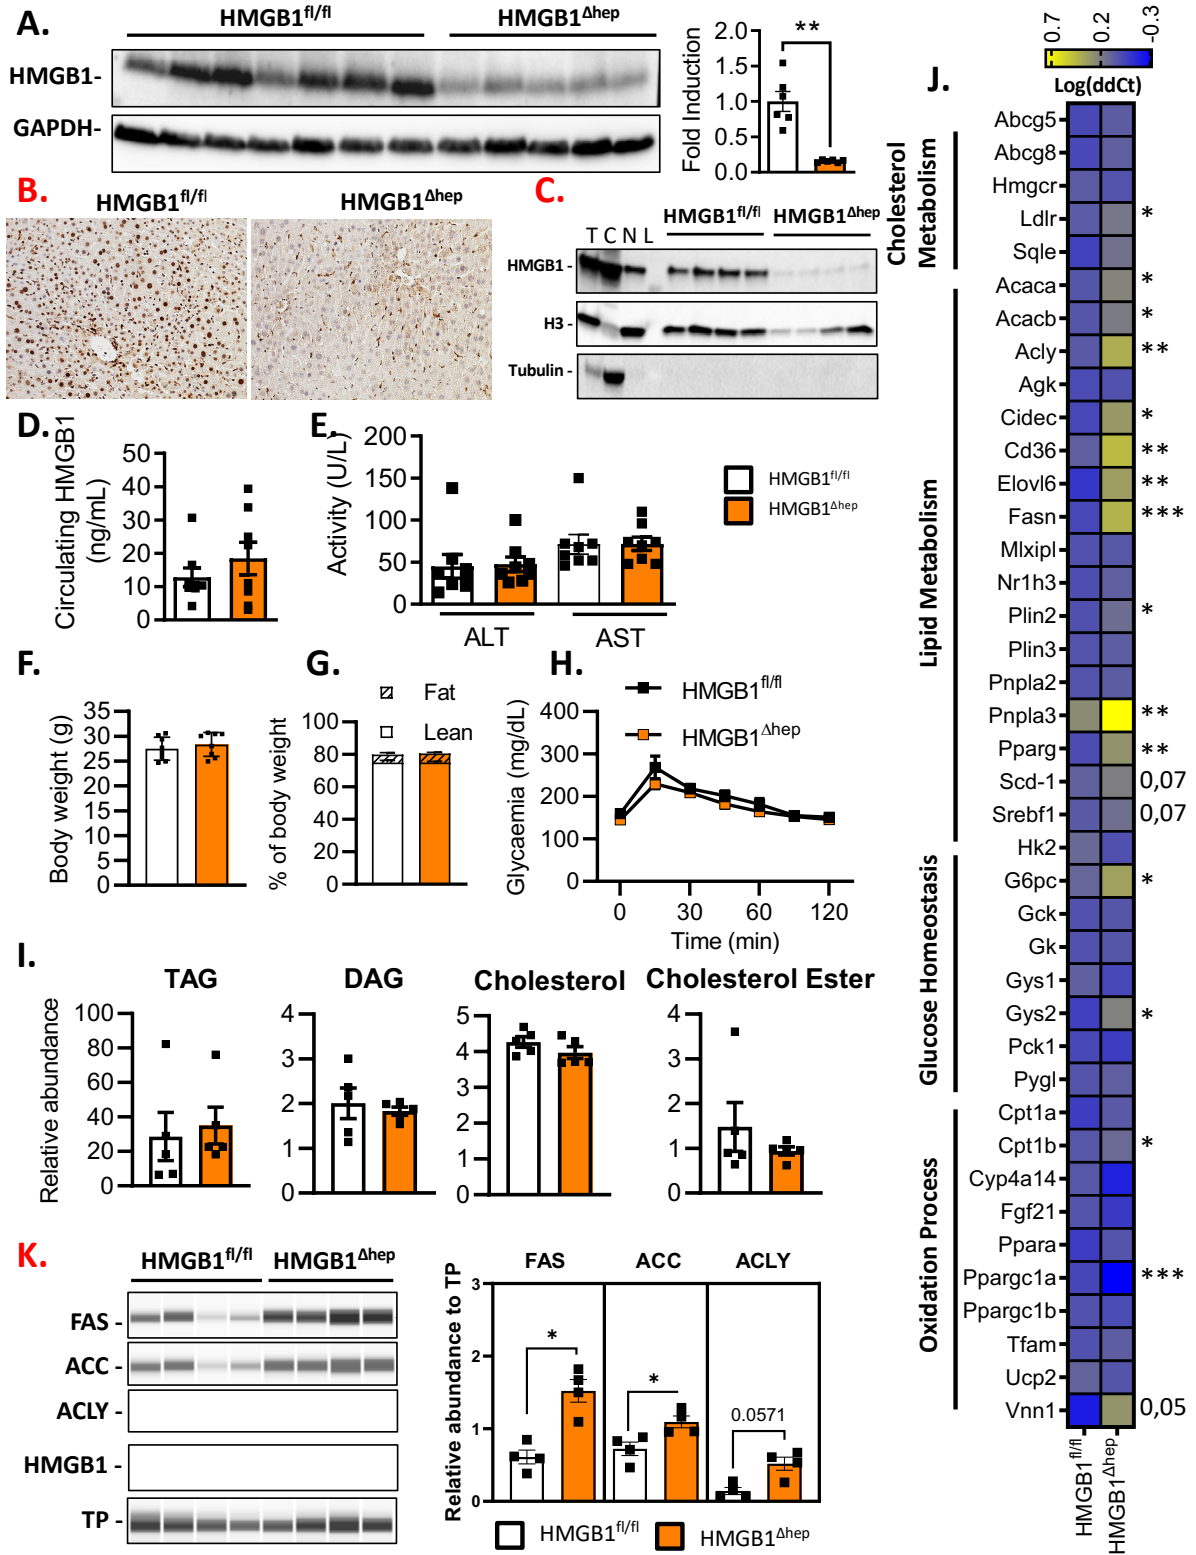 A.
HMGB1fl/fl
HMGB1Δhep
HMGB1-
GAPDH-
Fold Induction
2.0
1.5
1.0
0.5
0.0
**
B.
HMGB1fl/fl
HMGB1Δhep
C.
HMGB1fl/fl
HMGB1Δhep
T C N L
HMGB1 -
H3 -
Tubulin -
D.
Circulating HMGB1
(ng/mL)
50
40
30
20
10
0
E.
Activity (U/L)
200
150
100
50
0
ALT
AST
HMGB1fl/fl
HMGB1Δhep
F.
Body weight (g)
35
30
25
20
15
10
5
0
G.
Fat
Lean
% of body weight
100
80
60
40
20
0
H.
HMGB1fl/fl
HMGB1Δhep
Glycaemia (mg/dL)
400
300
200
100
0
0 30 60 120
Time (min)
I.
Relative abundance
TAG
100
80
60
40
20
0
DAG
4
3
2
1
0
Cholesterol
5
4
3
2
1
0
Cholesterol Ester
4
3
2
1
0
J.
0.7
0.2
-0.3
Log(ddCt)
Cholesterol
Metabolism
Abcg5
Abcg8
Hmgcr
Ldlr *
Sqle
Lipid Metabolism
Acaca *
Acacb *
Acly **
Agk
Cidec *
Cd36 **
Elovl6 **
Fasn ***
Mlxipl
Nr1h3
Plin2 *
Plin3
Pnpla2
Pnpla3 **
Pparg **
Scd-1 0,07
Srebf1 0,07
Glucose Homeostasis
Hk2
G6pc *
Gck
Gk
Gys1
Gys2 *
Pck1
Pygl
Oxidation Process
Cpt1a
Cpt1b *
Cyp4a14
Fgf21
Ppara
Ppargc1a ***
Ppargc1b
Tfam
Ucp2
Vnn1 0,05
HMGB1fl/fl
HMGB1Δhep
K.
HMGB1fl/fl
HMGB1Δhep
FAS -
ACC -
ACLY -
HMGB1 -
TP -
Relative abundance to TP
3
2
1
0
FAS
ACC
ACLY
*
*
0.0571
HMGB1fl/fl
HMGB1Δhep